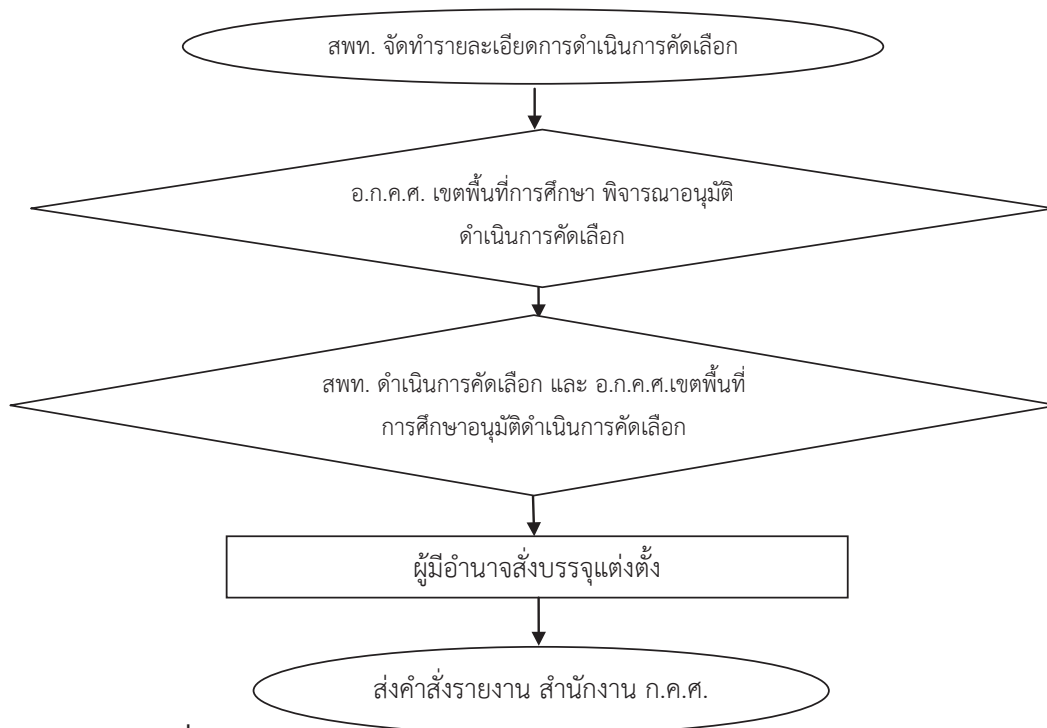 สพท. จัดทำรายละเอียดการดำเนินการคัดเลือก
อ.ก.ค.ศ. เขตพื้นที่การศึกษา พิจารณาอนุมัติ
ดำเนินการคัดเลือก
สพท. ดำเนินการคัดเลือก และ อ.ก.ค.ศ.เขตพื้นที่
การศึกษาอนุมัติดำเนินการคัดเลือก
ผู้มีอำนาจสั่งบรรจุแต่งตั้ง
ส่งคำสั่งรายงาน สำนักงาน ก.ค.ศ.